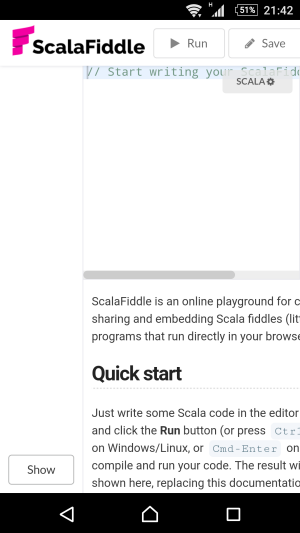 H 51% 21:42
ScalaFiddle Run Save
// Start writing your ScalaFidd
SCALA
ScalaFiddle is an online playground for c
sharing and embedding Scala fiddles (litt
programs that run directly in your browse
Quick start
Just write some Scala code in the editor
and click the Run button (or press Ctrl
on Windows/Linux, or Cmd-Enter on
compile and run your code. The result wi
Show
shown here, replacing this documentatio